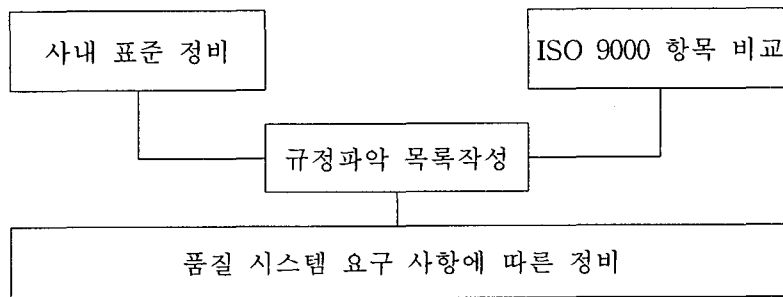 사내 표준 정비
ISO 9000 항목 비교
규정파악 목록작성
품질 시스템 요구 사항에 따른 정비